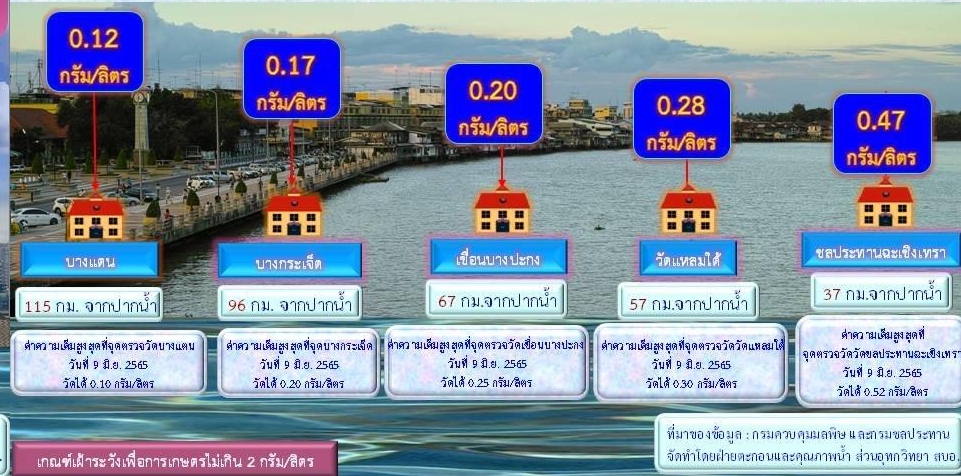 0.12
กรัม/ลิตร
0.17
กรัม/ลิตร
0.20
กรัม/ลิตร
0.28
กรัม/ลิตร
0.47
กรัม/ลิตร
บางแตน
บางกระเจ็ด
เขื่อนบางปะกง
วัดแหลมใต้
ชลประทานฉะเชิงเทรา
115 กม. จากปากน้ำ
96 กม. จากปากน้ำ
67 กม.จากปากน้ำ
57 กม.จากปากน้ำ
37 กม.จากปากน้ำ
ค่าความเค็มสูงสุดที่จุดตรวจวัดบางแตน
วันที่ 9 มิ.ย. 2565
วัดได้ 0.10 กรัม/ลิตร
ค่าความเค็มสูงสุดที่จุดบางกระเจ็ด
วันที่ 9 มิ.ย. 2565
วัดได้ 0.20 กรัม/ลิตร
ค่าความเค็มสูงสุดที่จุดตรวจวัดเขื่อนบางปะกง
วันที่ 9 มิ.ย. 2565
วัดได้ 0.25 กรัม/ลิตร
ค่าความเค็มสูงสุดที่จุดตรวจวัดวัดแหลมใต้
วันที่ 9 มิ.ย. 2565
วัดได้ 0.30 กรัม/ลิตร
ค่าความเค็มสูงสุดที่
จุดตรวจวัดวัดชลประทานฉะเชิงเทรา
วันที่ 9 มิ.ย. 2565
วัดได้ 0.52 กรัม/ลิตร
เกณฑ์เฝ้าระวังเพื่อการเกษตรไม่เกิน 2 กรัม/ลิตร
ที่มาของข้อมูล : กรมควบคุมมลพิษ และกรมชลประทาน
จัดทำโดยฝ่ายตะกอนและคุณภาพน้ำ ส่วนอุทกวิทยา สบอ.